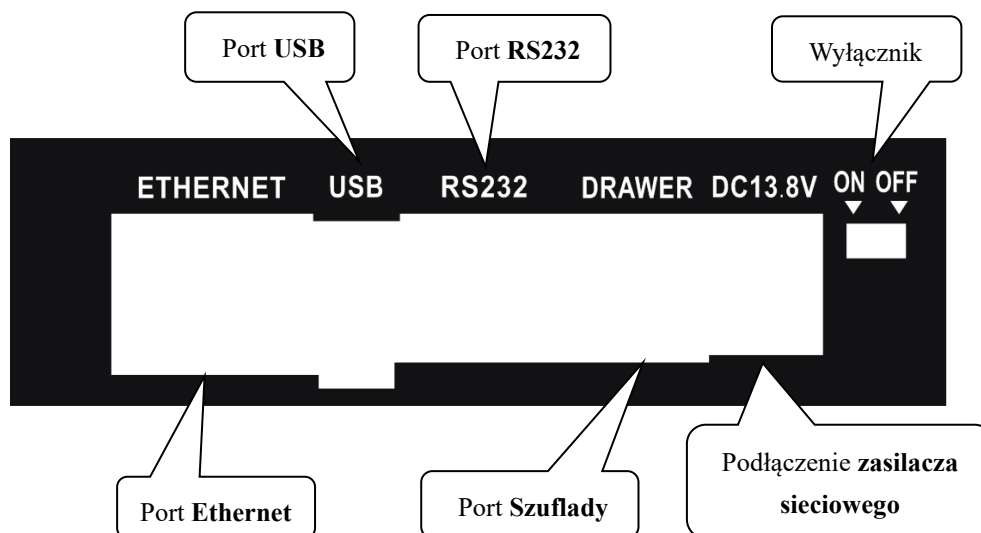 Port USB
Port RS232
Wyłącznik
ETHERNET USB RS232 DRAWER DC13.8V ON OFF
Port Ethernet
Port Szuflady
Podłączenie zasilacza
sieciowego